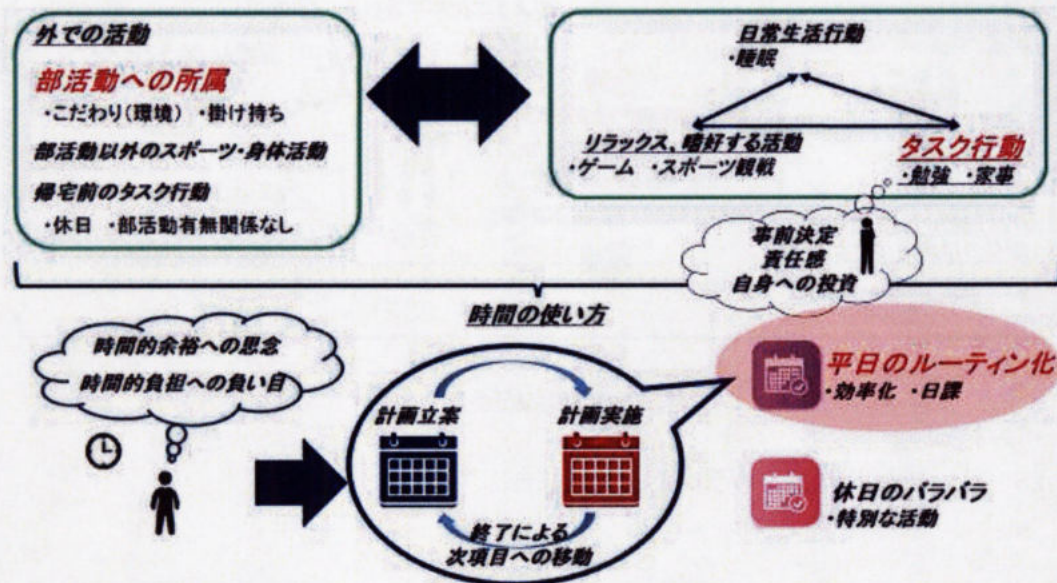 外での活動
部活動への所属
・こだわり(環境) ・掛け持ち
部活動以外のスポーツ・身体活動
帰宅前のタスク行動
・休日 ・部活動有無関係なし
日常生活行動
・睡眠
リラックス、嗜好する活動
・ゲーム ・スポーツ観戦
タスク行動
・勉強 ・家事
事前決定
責任感
自身への投資
時間の使い方
時間的余裕への思念
時間的負担への負い目
計画立案
計画実施
終了による
次項目への移動
平日のルーティン化
・効率化 ・日課
休日のバラバラ
・特別な活動